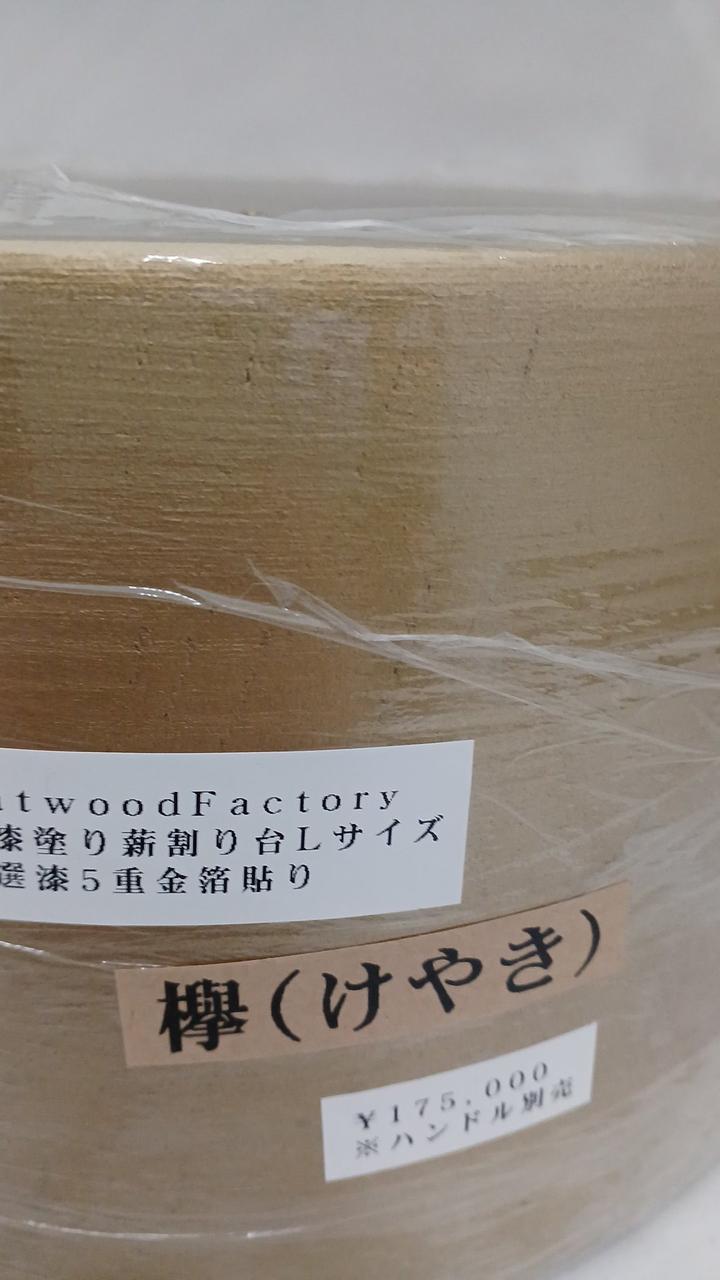 twoodFactory
漆塗り薪割り台Lサイズ
選漆5重金箔貼り
欅(けやき)
¥175,000
※ハンドル別売